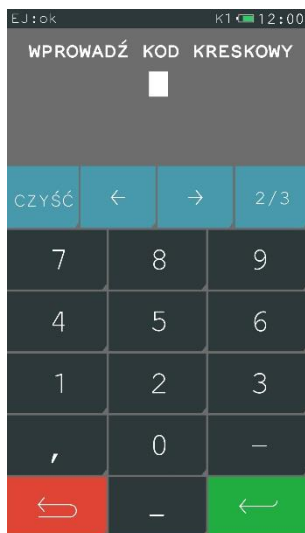 EJ:ok K1 12:00
WPROWADŹ KOD KRESKOWY
CZYŚĆ ← → 2/3
7 8 9
4 5 6
1 2 3
, 0 –
_